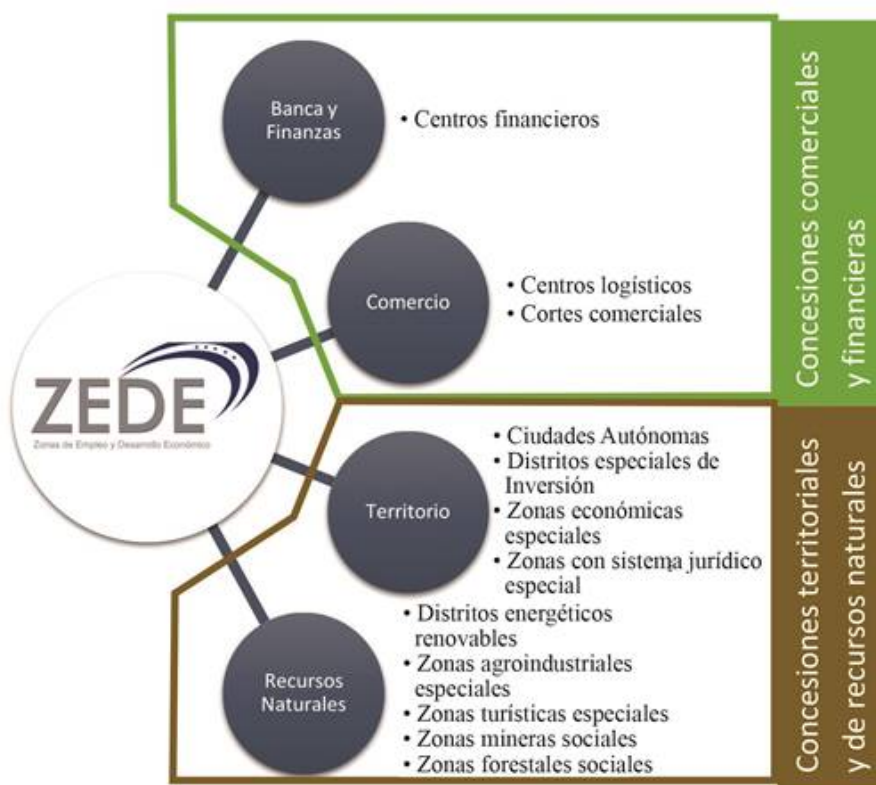 Banca y
Finanzas
• Centros financieros
Comercio
• Centros logísticos
• Cortes comerciales
Concesiones comerciales
y financieras
ZEDE
Zonas de Empleo y Desarrollo Económico
Territorio
• Ciudades Autónomas
• Distritos especiales de
Inversión
• Zonas económicas
especiales
• Zonas con sistema jurídico
especial
Recursos
Naturales
• Distritos energéticos
renovables
• Zonas agroindustriales
especiales
• Zonas turísticas especiales
• Zonas mineras sociales
• Zonas forestales sociales
Concesiones territoriales
y de recursos naturales